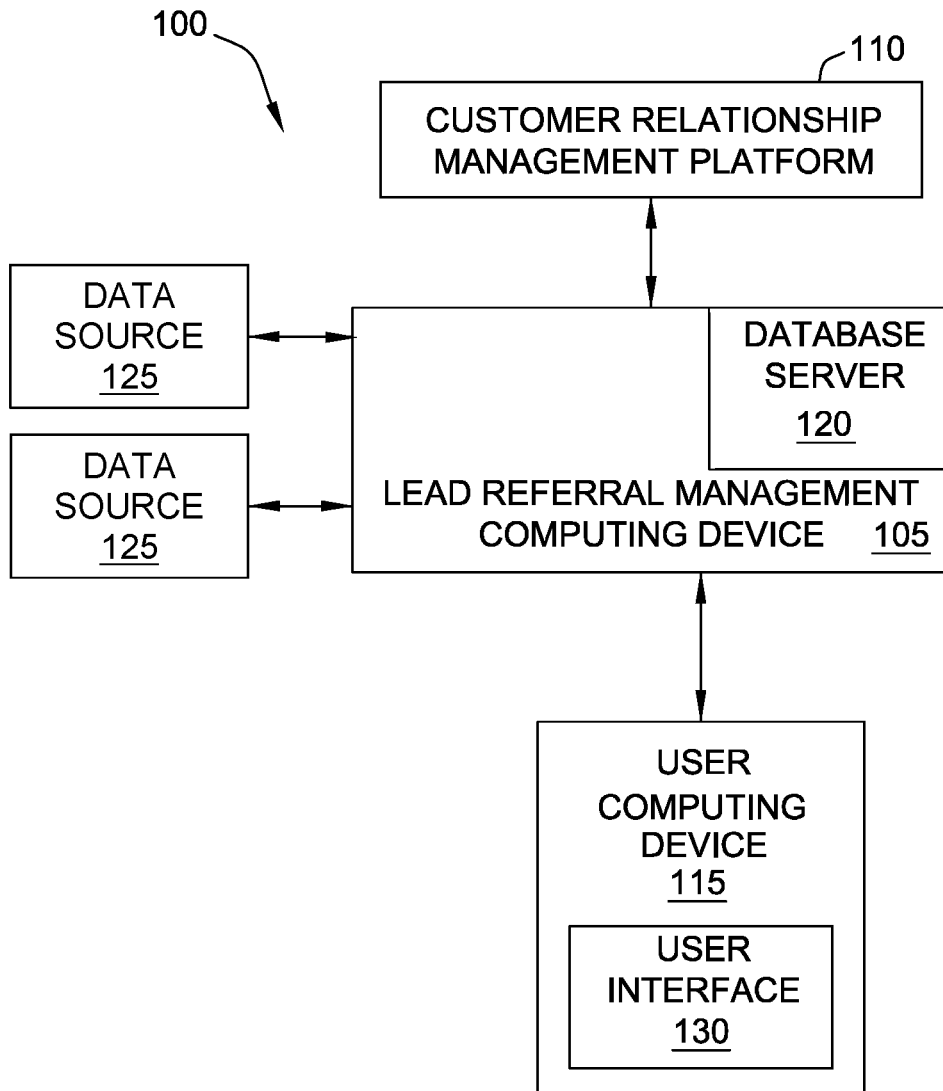 100
110
CUSTOMER RELATIONSHIP
MANAGEMENT PLATFORM
DATA
SOURCE
125
DATABASE
SERVER
120
DATA
SOURCE
125
LEAD REFERRAL MANAGEMENT
COMPUTING DEVICE 105
USER
COMPUTING
DEVICE
115
USER
INTERFACE
130